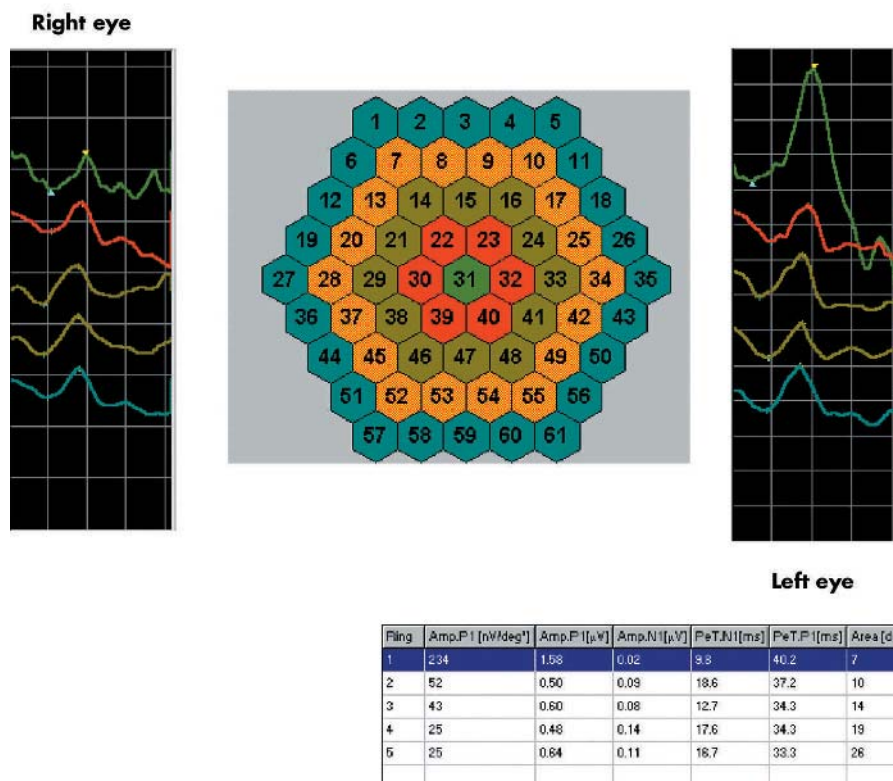 Right eye
1 2 3 4 5
6 7 8 9 10 11
12 13 14 15 16 17 18
19 20 21 22 23 24 25 26
27 28 29 30 31 32 33 34 35
36 37 38 39 40 41 42 43
44 45 46 47 48 49 50
51 52 53 54 55 56
57 58 59 60 61
Left eye
Ring Amp.P1 [nV/deg²] Amp.P1[µV] Amp.N1[µV] PeT.N1[ms] PeT.P1[ms] Area [d
1 234 1.58 0.02 9.8 40.2 7
2 52 0.50 0.09 18.6 37.2 10
3 43 0.60 0.08 12.7 34.3 14
4 25 0.48 0.14 17.6 34.3 19
5 25 0.64 0.11 16.7 33.3 26